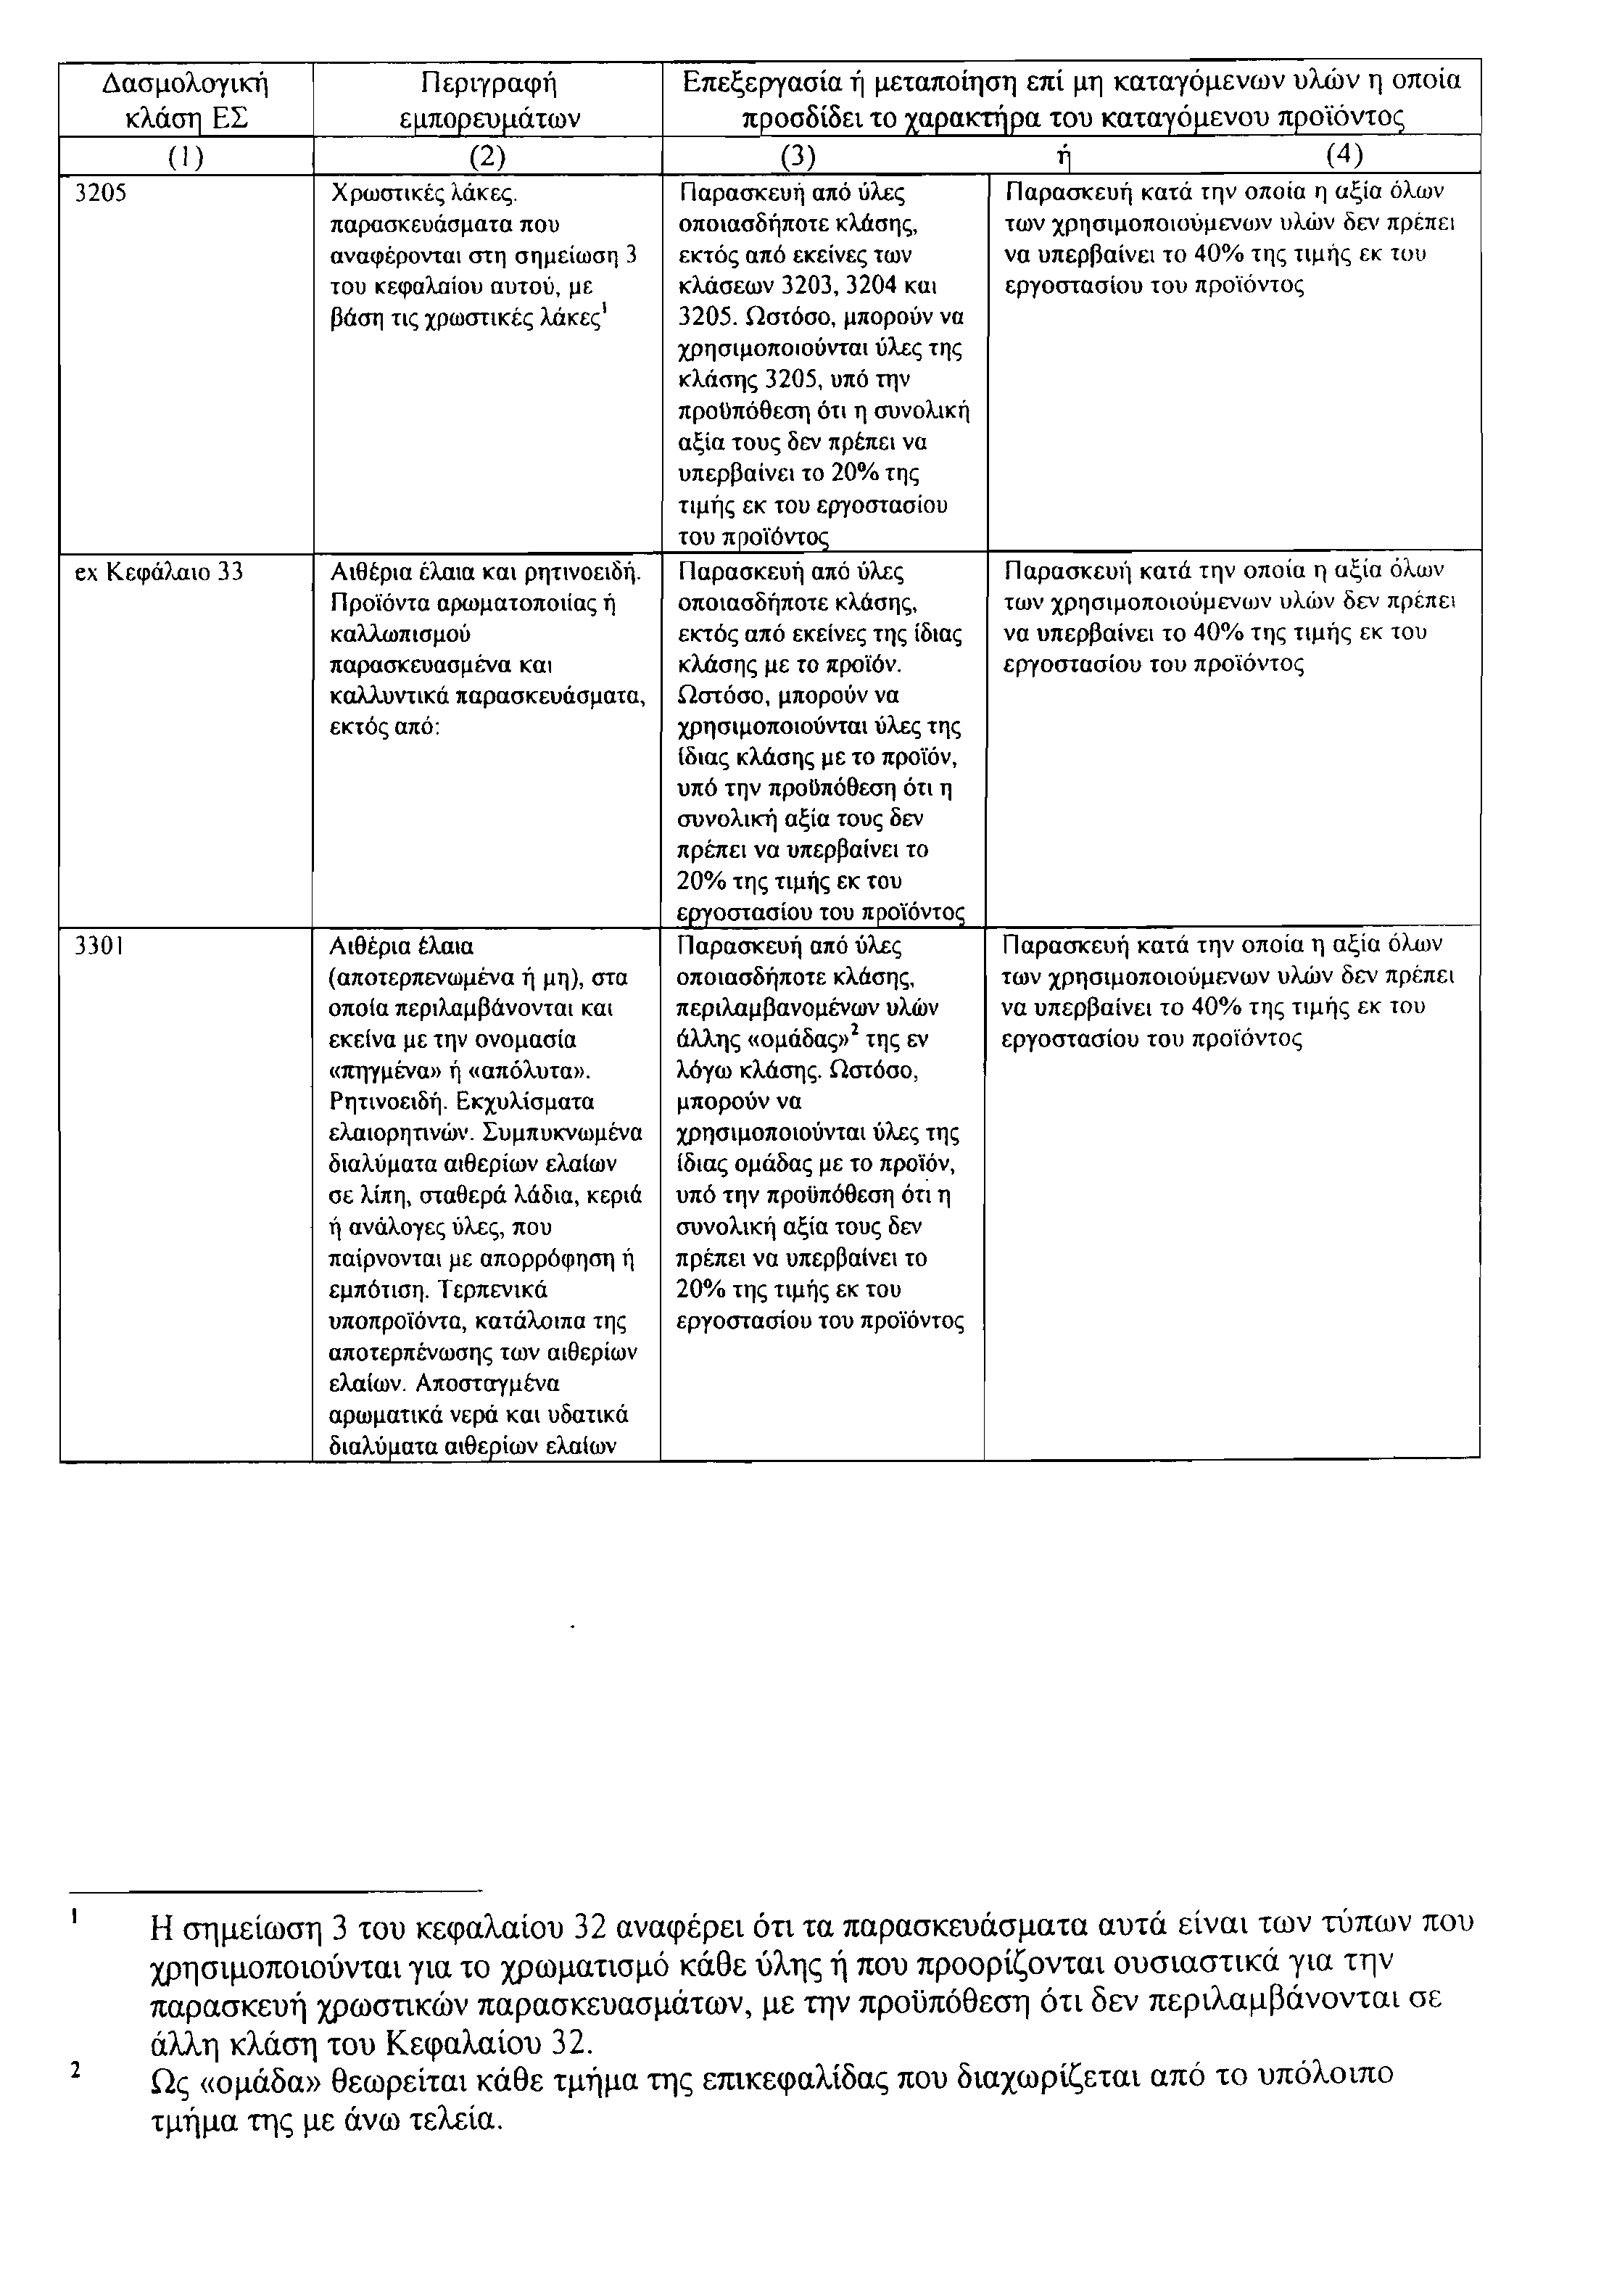 Δασμολογική
κλάση ΕΣ
Περιγραφή
εμπορευμάτων
Επεξεργασία ή μεταποίηση επί μη καταγόμενων υλών η οποία
προσδίδει το χαρακτήρα του καταγόμενου προϊόντος
(1)
(2)
(3) ή (4)
3205
Χρωστικές λάκες.
παρασκευάσματα που
αναφέρονται στη σημείωση 3
του κεφαλαίου αυτού, με
βάση τις χρωστικές λάκες¹
Παρασκευή από ύλες
οποιασδήποτε κλάσης,
εκτός από εκείνες των
κλάσεων 3203, 3204 και
3205. Ωστόσο, μπορούν να
χρησιμοποιούνται ύλες της
κλάσης 3205, υπό την
προϋπόθεση ότι η συνολική
αξία τους δεν πρέπει να
υπερβαίνει το 20% της
τιμής εκ του εργοστασίου
του προϊόντος
Παρασκευή κατά την οποία η αξία όλων
των χρησιμοποιούμενων υλών δεν πρέπει
να υπερβαίνει το 40% της τιμής εκ του
εργοστασίου του προϊόντος
ex Κεφάλαιο 33
Αιθέρια έλαια και ρητινοειδή.
Προϊόντα αρωματοποιίας ή
καλλωπισμού
παρασκευασμένα και
καλλυντικά παρασκευάσματα,
εκτός από:
Παρασκευή από ύλες
οποιασδήποτε κλάσης,
εκτός από εκείνες της ίδιας
κλάσης με το προϊόν.
Ωστόσο, μπορούν να
χρησιμοποιούνται ύλες της
ίδιας κλάσης με το προϊόν,
υπό την προϋπόθεση ότι η
συνολική αξία τους δεν
πρέπει να υπερβαίνει το
20% της τιμής εκ του
εργοστασίου του προϊόντος
Παρασκευή κατά την οποία η αξία όλων
των χρησιμοποιούμενων υλών δεν πρέπει
να υπερβαίνει το 40% της τιμής εκ του
εργοστασίου του προϊόντος
3301
Αιθέρια έλαια
(αποτερπενωμένα ή μη), στα
οποία περιλαμβάνονται και
εκείνα με την ονομασία
«πηγμένα» ή «απόλυτα».
Ρητινοειδή. Εκχυλίσματα
ελαιορητινών. Συμπυκνωμένα
διαλύματα αιθερίων ελαίων
σε λίπη, σταθερά λάδια, κεριά
ή ανάλογες ύλες, που
παίρνονται με απορρόφηση ή
εμπότιση. Τερπενικά
υποπροϊόντα, κατάλοιπα της
αποτερπένωσης των αιθερίων
ελαίων. Αποσταγμένα
αρωματικά νερά και υδατικά
διαλύματα αιθερίων ελαίων
Παρασκευή από ύλες
οποιασδήποτε κλάσης,
περιλαμβανομένων υλών
άλλης «ομάδας»² της εν
λόγω κλάσης. Ωστόσο,
μπορούν να
χρησιμοποιούνται ύλες της
ίδιας ομάδας με το προϊόν,
υπό την προϋπόθεση ότι η
συνολική αξία τους δεν
πρέπει να υπερβαίνει το
20% της τιμής εκ του
εργοστασίου του προϊόντος
Παρασκευή κατά την οποία η αξία όλων
των χρησιμοποιούμενων υλών δεν πρέπει
να υπερβαίνει το 40% της τιμής εκ του
εργοστασίου του προϊόντος
1 Η σημείωση 3 του κεφαλαίου 32 αναφέρει ότι τα παρασκευάσματα αυτά είναι των τύπων που
χρησιμοποιούνται για το χρωματισμό κάθε ύλης ή που προορίζονται ουσιαστικά για την
παρασκευή χρωστικών παρασκευασμάτων, με την προϋπόθεση ότι δεν περιλαμβάνονται σε
άλλη κλάση του Κεφαλαίου 32.
2 Ως «ομάδα» θεωρείται κάθε τμήμα της επικεφαλίδας που διαχωρίζεται από το υπόλοιπο
τμήμα της με άνω τελεία.